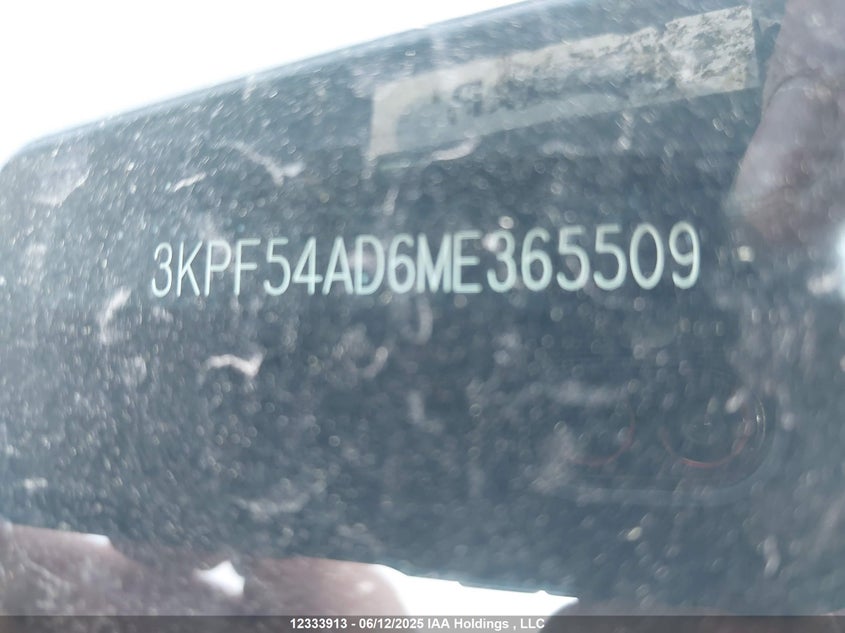 3KPF54AD6ME365509
12333913 - 06/12/2025 IAA Holdings , LLC